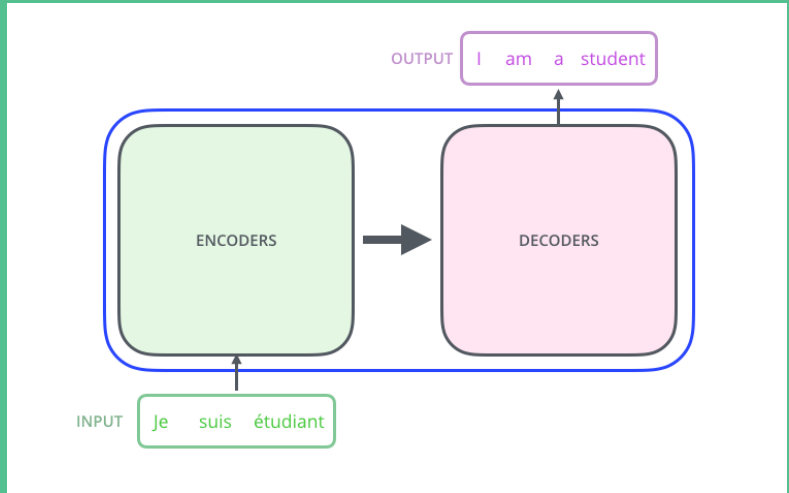 OUTPUT I am a student
ENCODERS DECODERS
INPUT Je suis étudiant